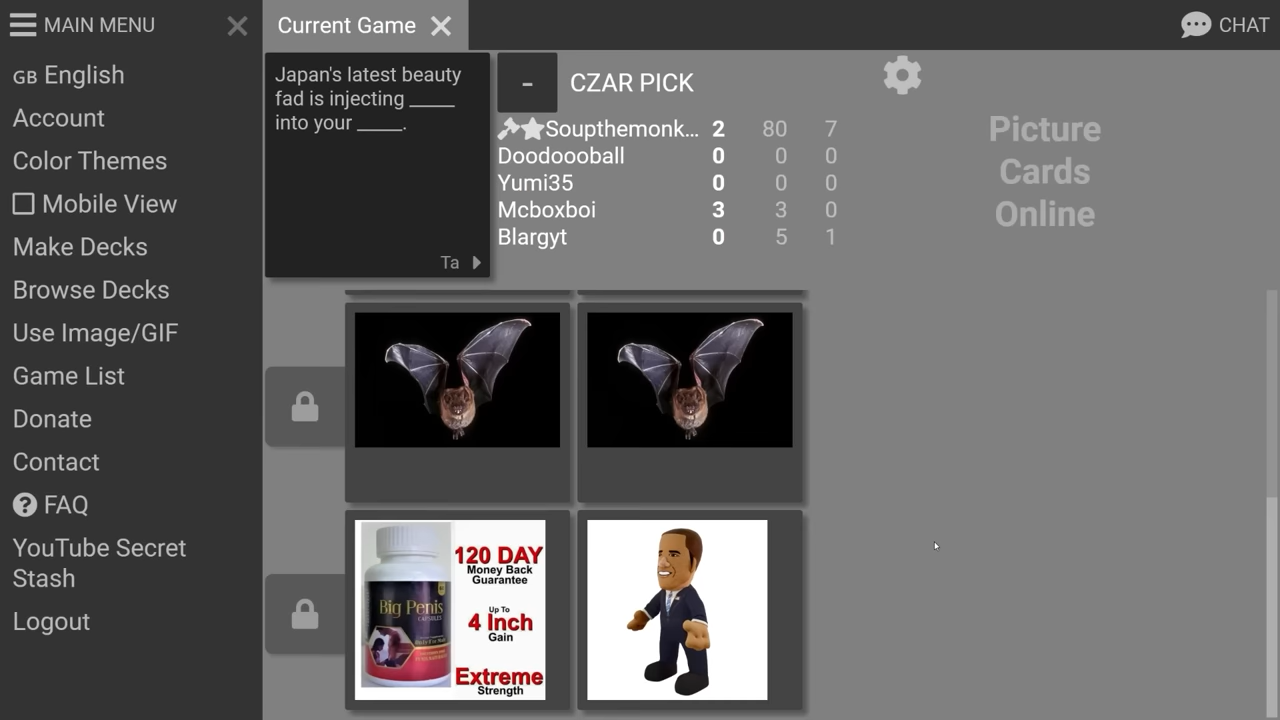 MAIN MENU
Current Game
CHAT
GB English
Account
Color Themes
Mobile View
Make Decks
Browse Decks
Use Image/GIF
Game List
Donate
Contact
FAQ
YouTube Secret
Stash
Logout
Japan's latest beauty
fad is injecting _____
into your _____.
Ta
-
CZAR PICK
Soupthemonk... 2 80 7
Doodoooball 0 0 0
Yumi35 0 0 0
Mcboxboi 3 3 0
Blargyt 0 5 1
Picture
Cards
Online
Big Penis
CAPSULES
120 DAY
Money Back
Guarantee
Up To
4 Inch
Gain
Extreme
Strength